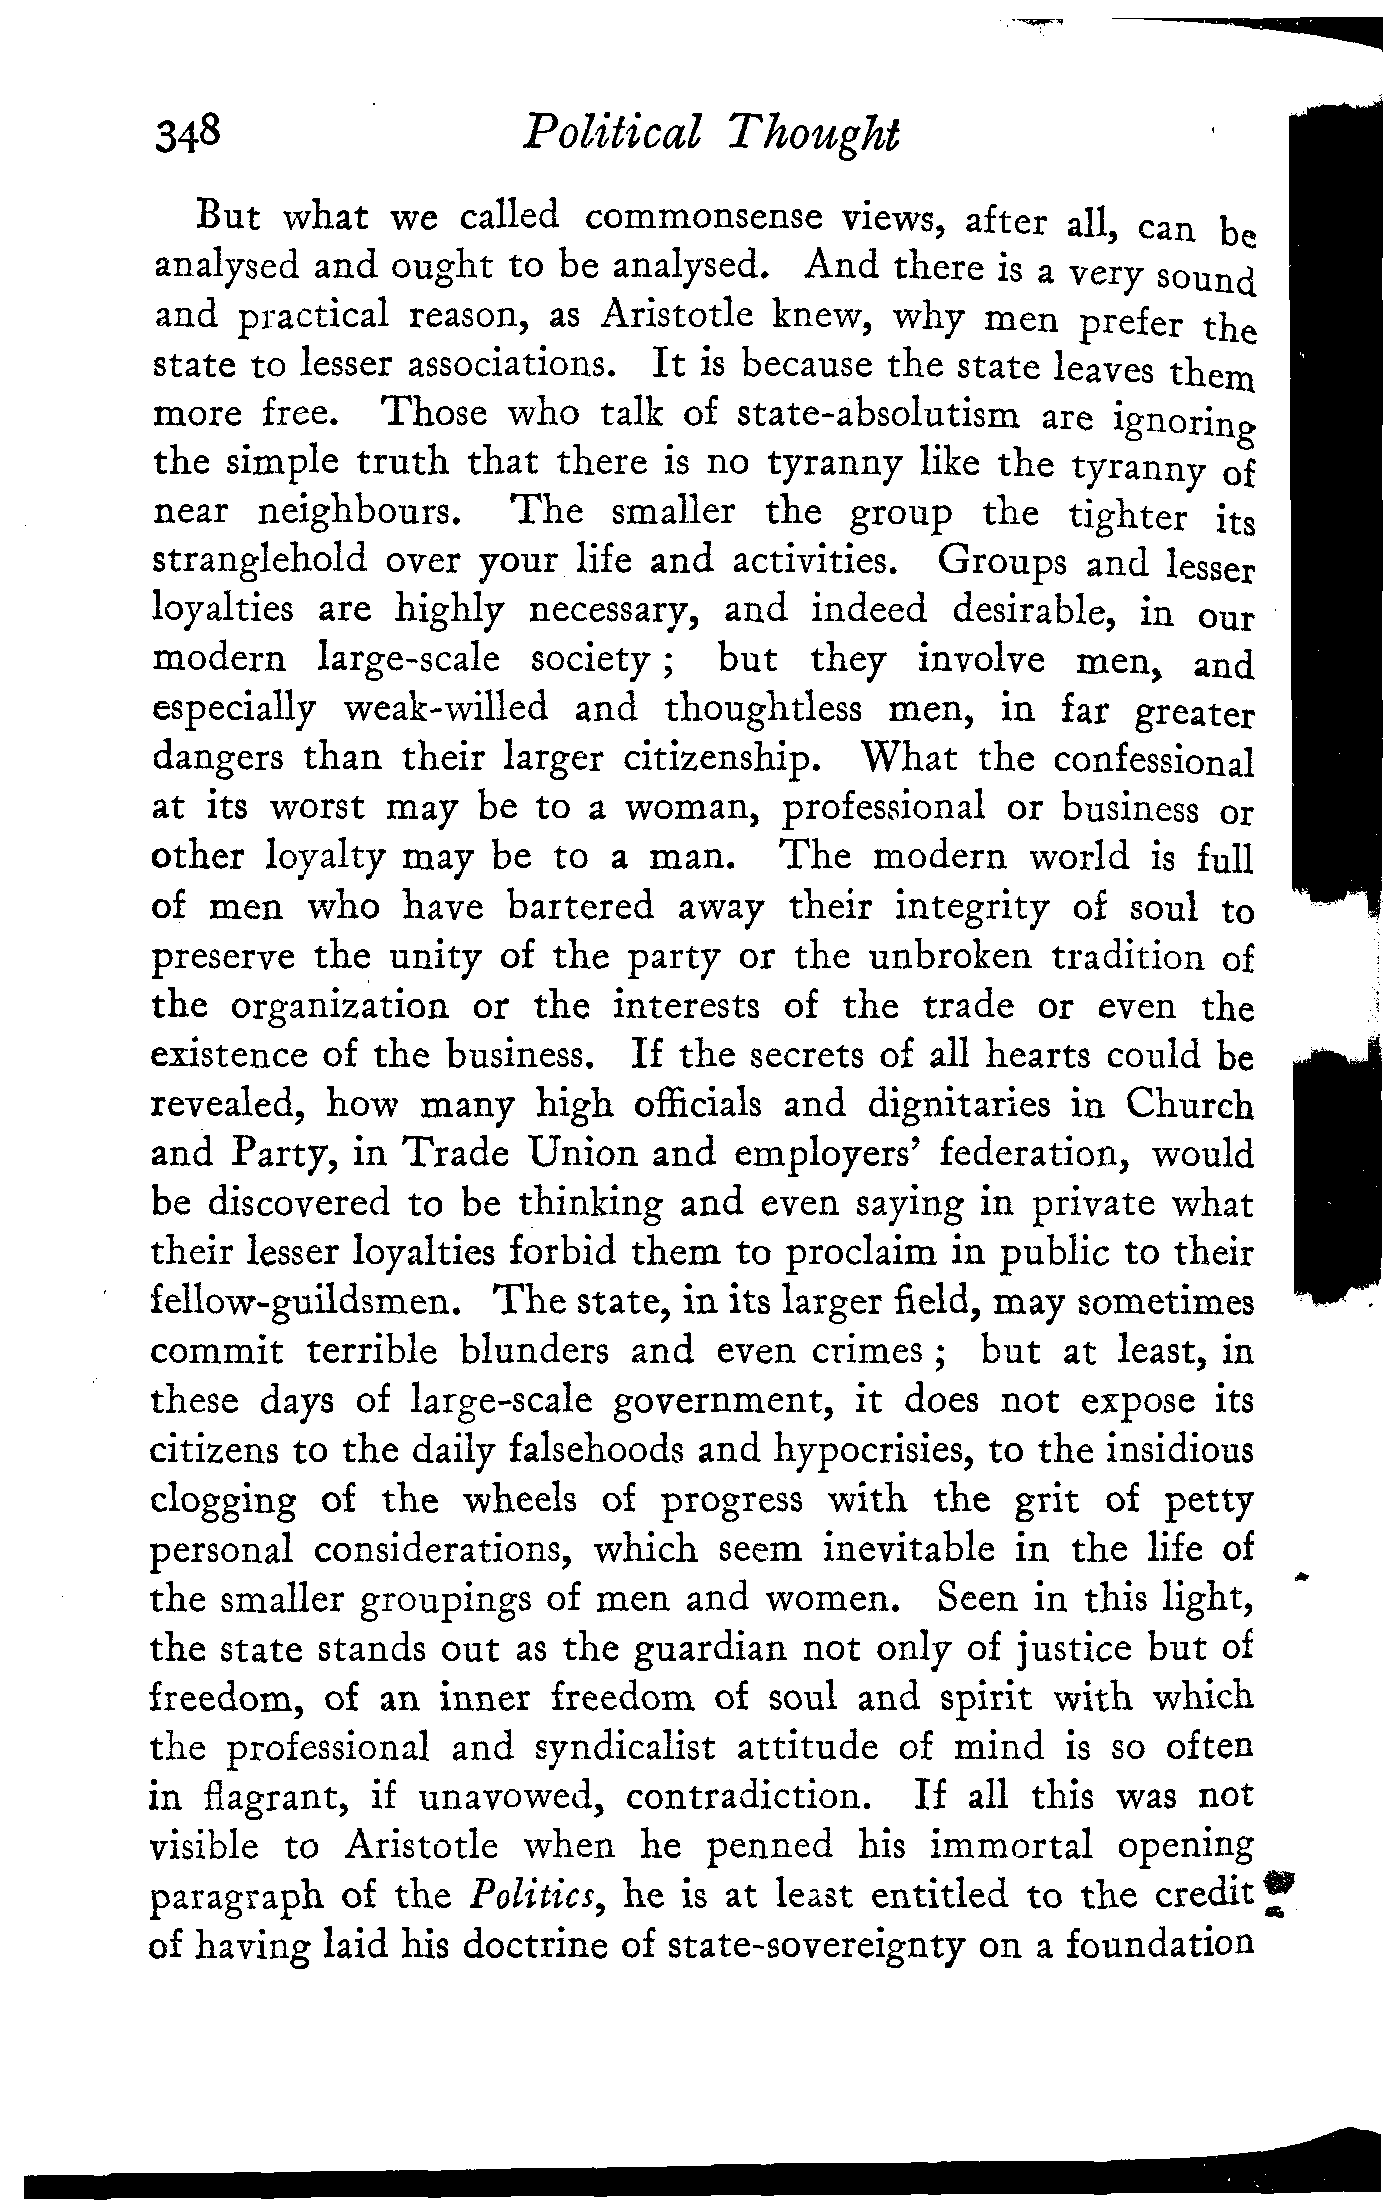 348 Political Thought
But what we called commonsense views, after all, can be
analysed and ought to be analysed. And there is a very sound
and practical reason, as Aristotle knew, why men prefer the
state to lesser associations. It is because the state leaves them
more free. Those who talk of state-absolutism are ignoring
the simple truth that there is no tyranny like the tyranny of
near neighbours. The smaller the group the tighter its
stranglehold over your life and activities. Groups and lesser
loyalties are highly necessary, and indeed desirable, in our
modern large-scale society ; but they involve men, and
especially weak-willed and thoughtless men, in far greater
dangers than their larger citizenship. What the confessional
at its worst may be to a woman, professional or business or
other loyalty may be to a man. The modern world is full
of men who have bartered away their integrity of soul to
preserve the unity of the party or the unbroken tradition of
the organization or the interests of the trade or even the
existence of the business. If the secrets of all hearts could be
revealed, how many high officials and dignitaries in Church
and Party, in Trade Union and employers' federation, would
be discovered to be thinking and even saying in private what
their lesser loyalties forbid them to proclaim in public to their
fellow-guildsmen. The state, in its larger field, may sometimes
commit terrible blunders and even crimes ; but at least, in
these days of large-scale government, it does not expose its
citizens to the daily falsehoods and hypocrisies, to the insidious
clogging of the wheels of progress with the grit of petty
personal considerations, which seem inevitable in the life of
the smaller groupings of men and women. Seen in this light,
the state stands out as the guardian not only of justice but of
freedom, of an inner freedom of soul and spirit with which
the professional and syndicalist attitude of mind is so often
in flagrant, if unavowed, contradiction. If all this was not
visible to Aristotle when he penned his immortal opening
paragraph of the Politics, he is at least entitled to the credit
of having laid his doctrine of state-sovereignty on a foundation